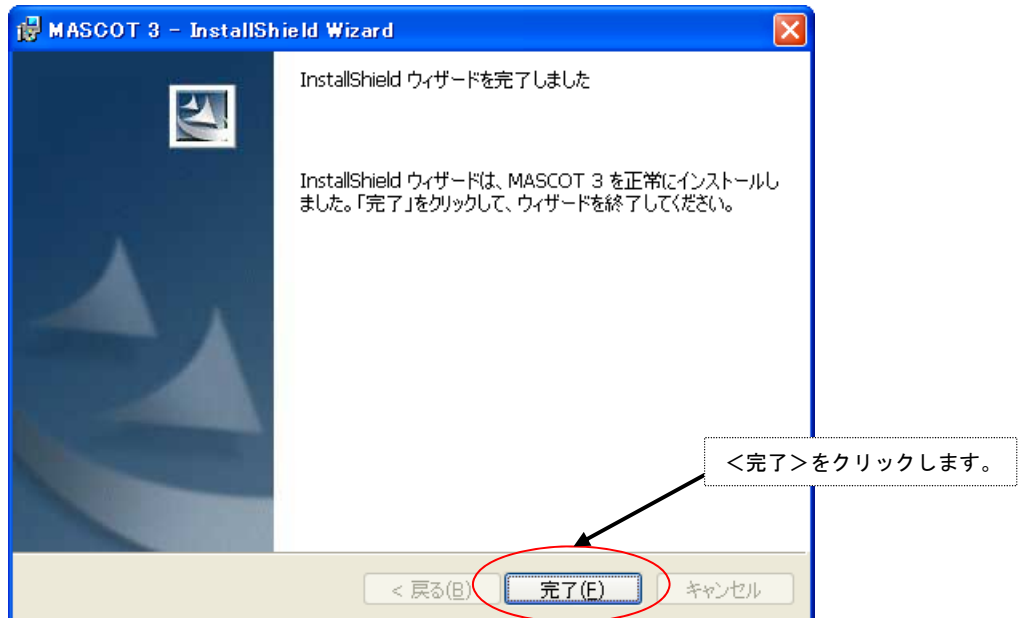 MASCOT 3 - InstallShield Wizard
InstallShield ウィザードを完了しました
InstallShield ウィザードは、MASCOT 3 を正常にインストールし
ました。「完了」をクリックして、ウィザードを終了してください。
＜完了＞をクリックします。
< 戻る(B)
完了(F)
キャンセル